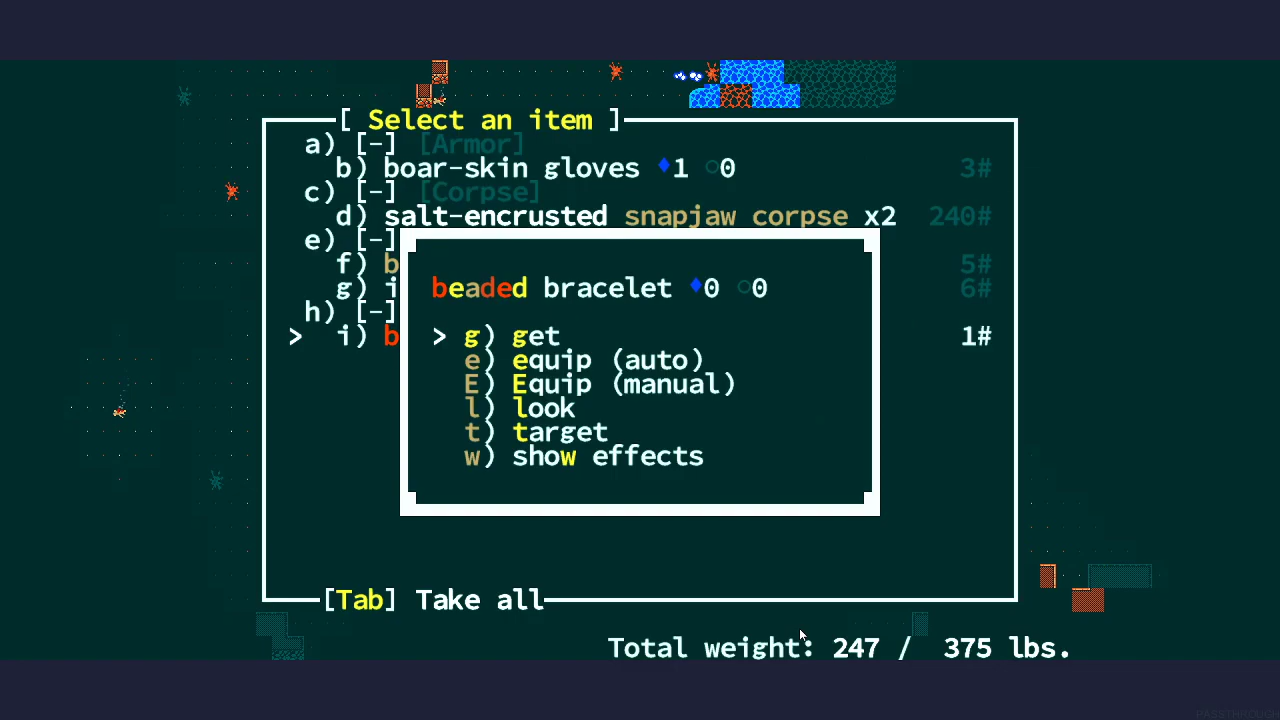 [ Select an item ]
a) [-] [Armor]
b) boar-skin gloves ♦1 ○0 3#
c) [-] [Corpse]
d) salt-encrusted snapjaw corpse x2 240#
e) [-]
f) b 5#
g) i 6#
h) [-]
> i) b 1#
beaded bracelet ♦0 ○0
> g) get
e) equip (auto)
E) Equip (manual)
l) look
t) target
w) show effects
[Tab] Take all
Total weight: 247 / 375 lbs.